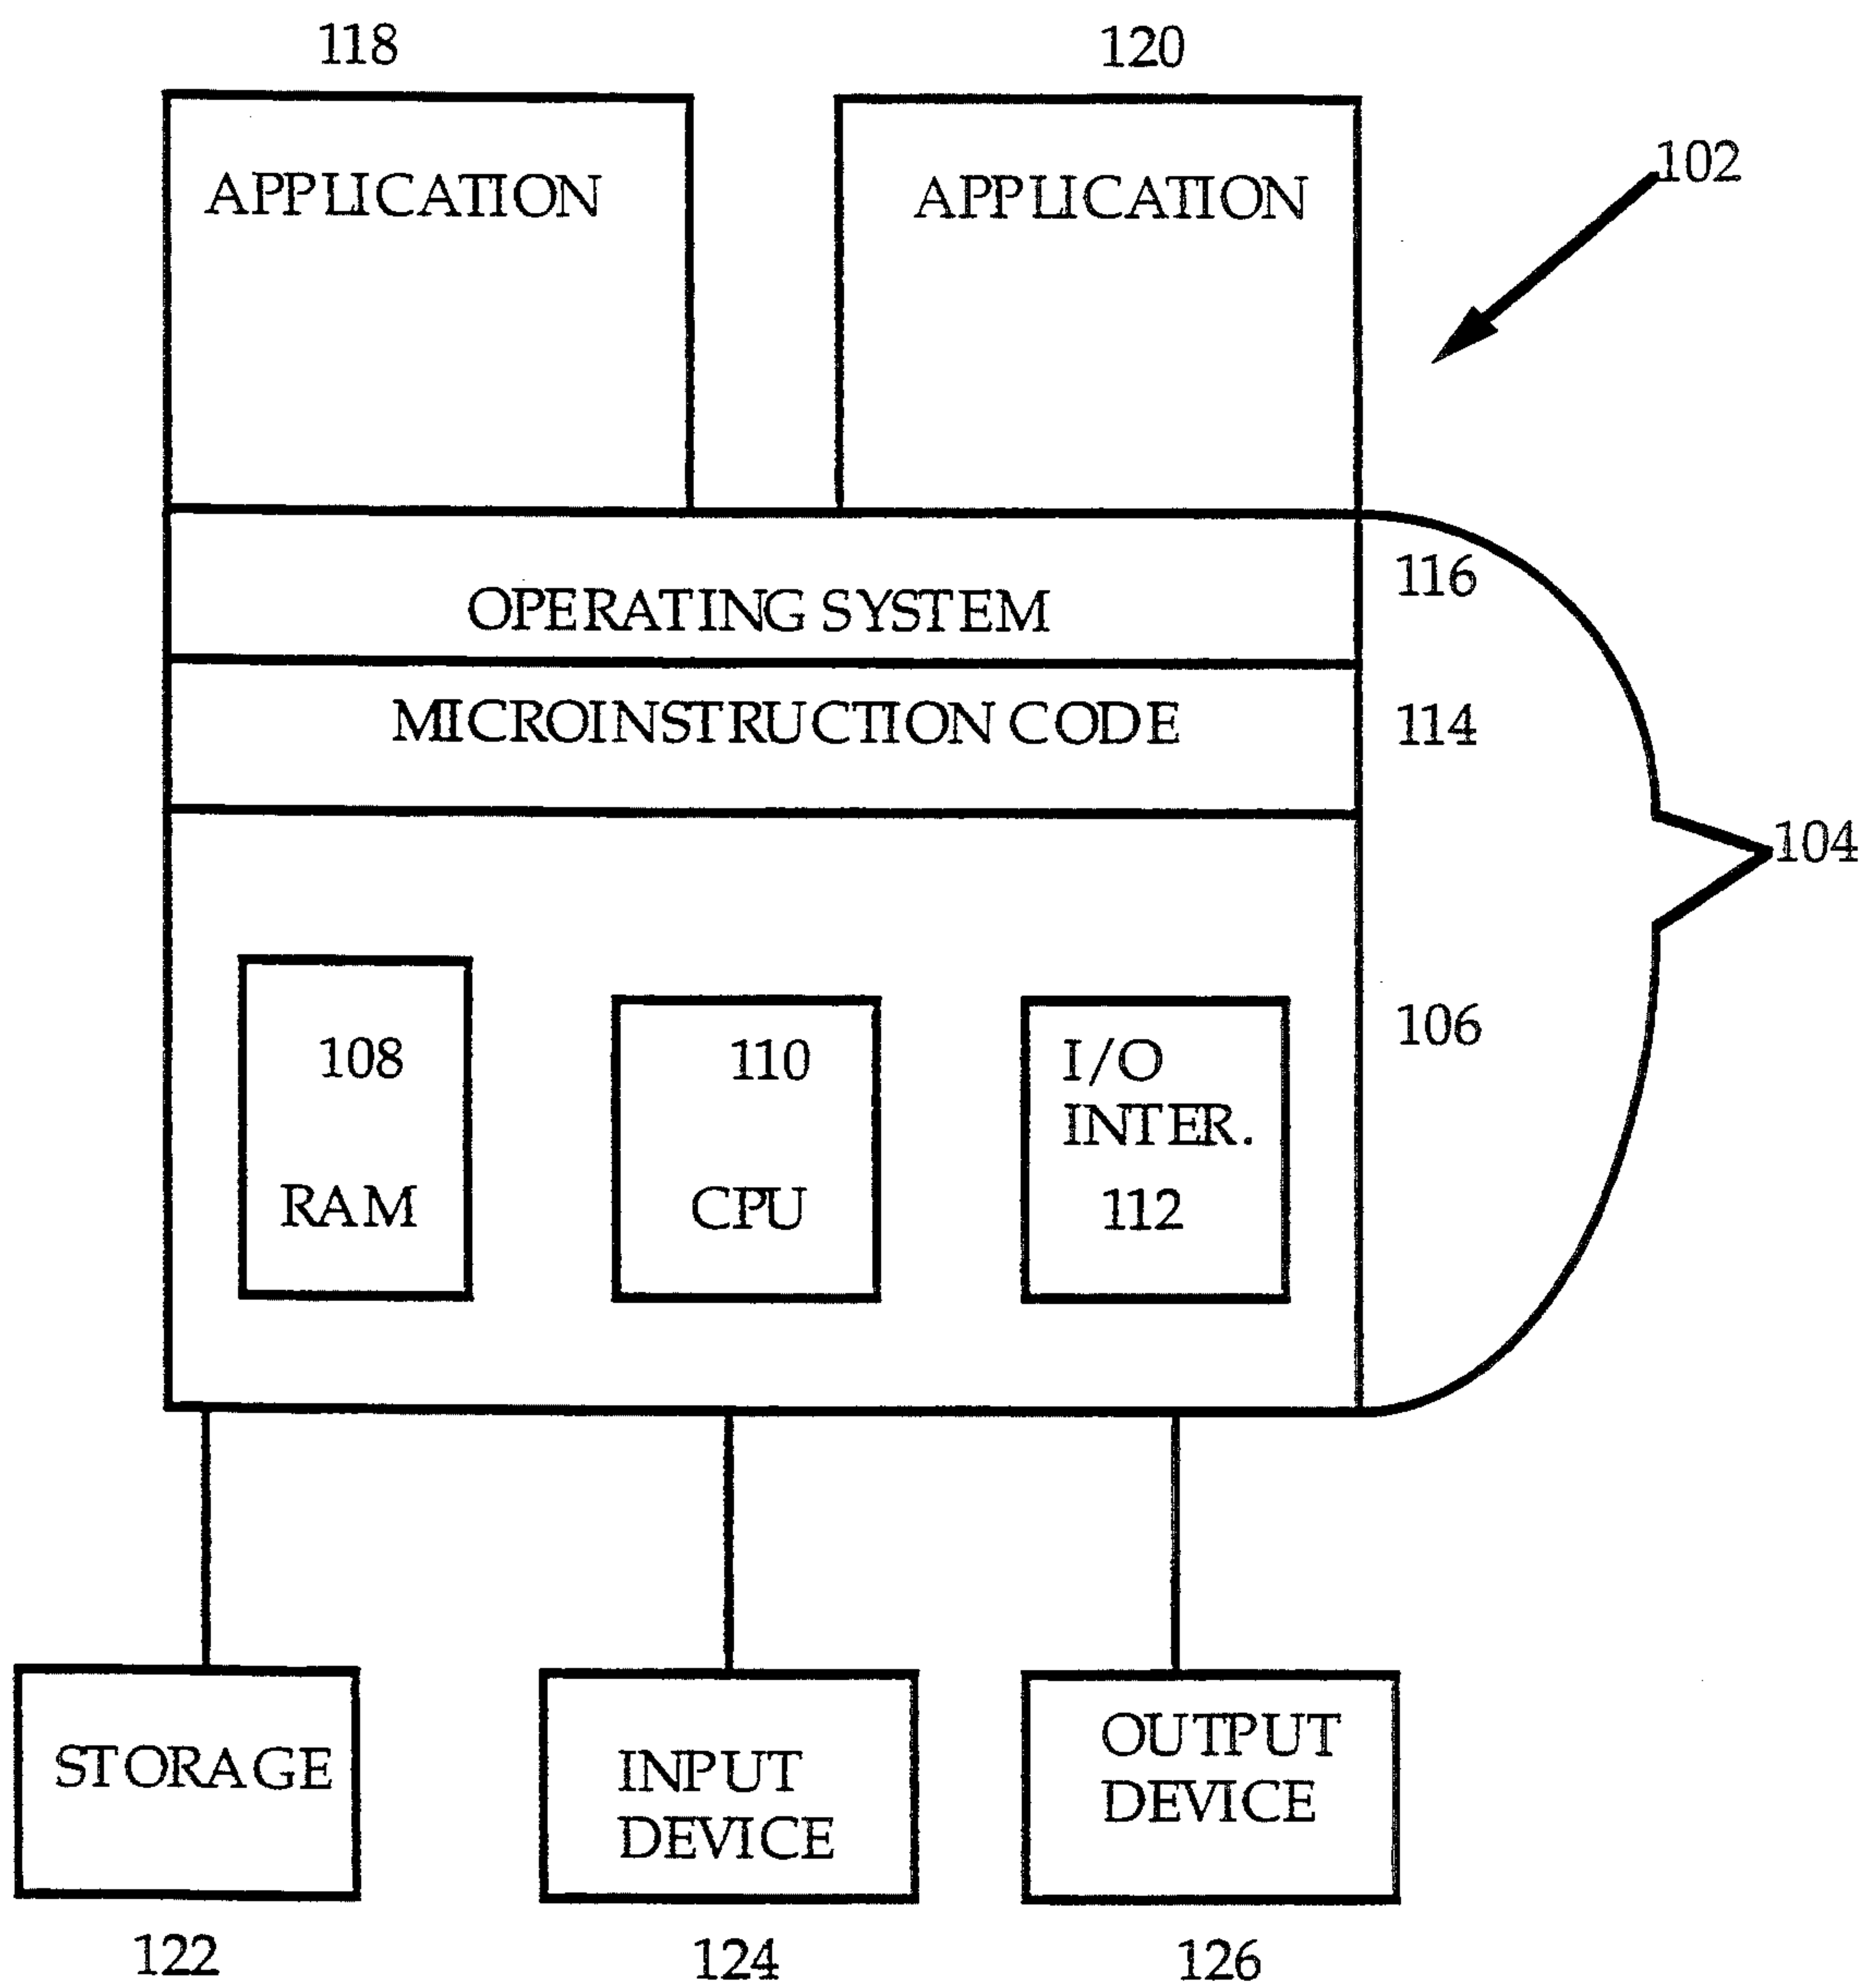 118
120
APPLICATION
APPLICATION
102
116
OPERATING SYSTEM
MICROINSTRUCTION CODE
114
104
106
108
RAM
110
CPU
I/O
INTER.
112
STORAGE
INPUT
DEVICE
OUTPUT
DEVICE
122
124
126